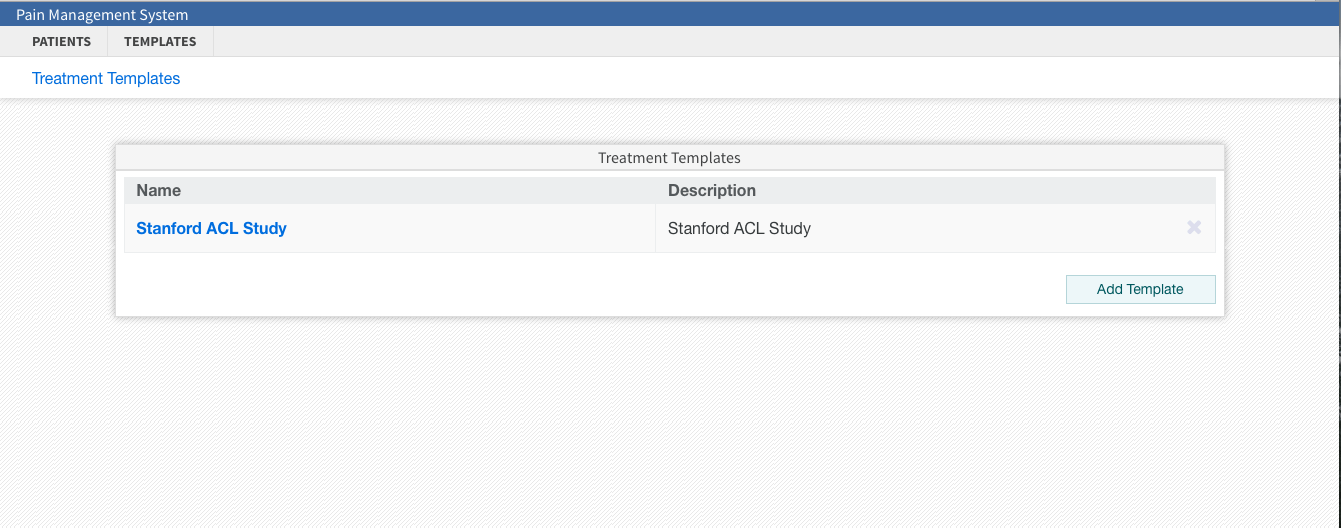 Pain Management System
PATIENTS TEMPLATES
Treatment Templates
Treatment Templates
Name Description
Stanford ACL Study Stanford ACL Study
Add Template